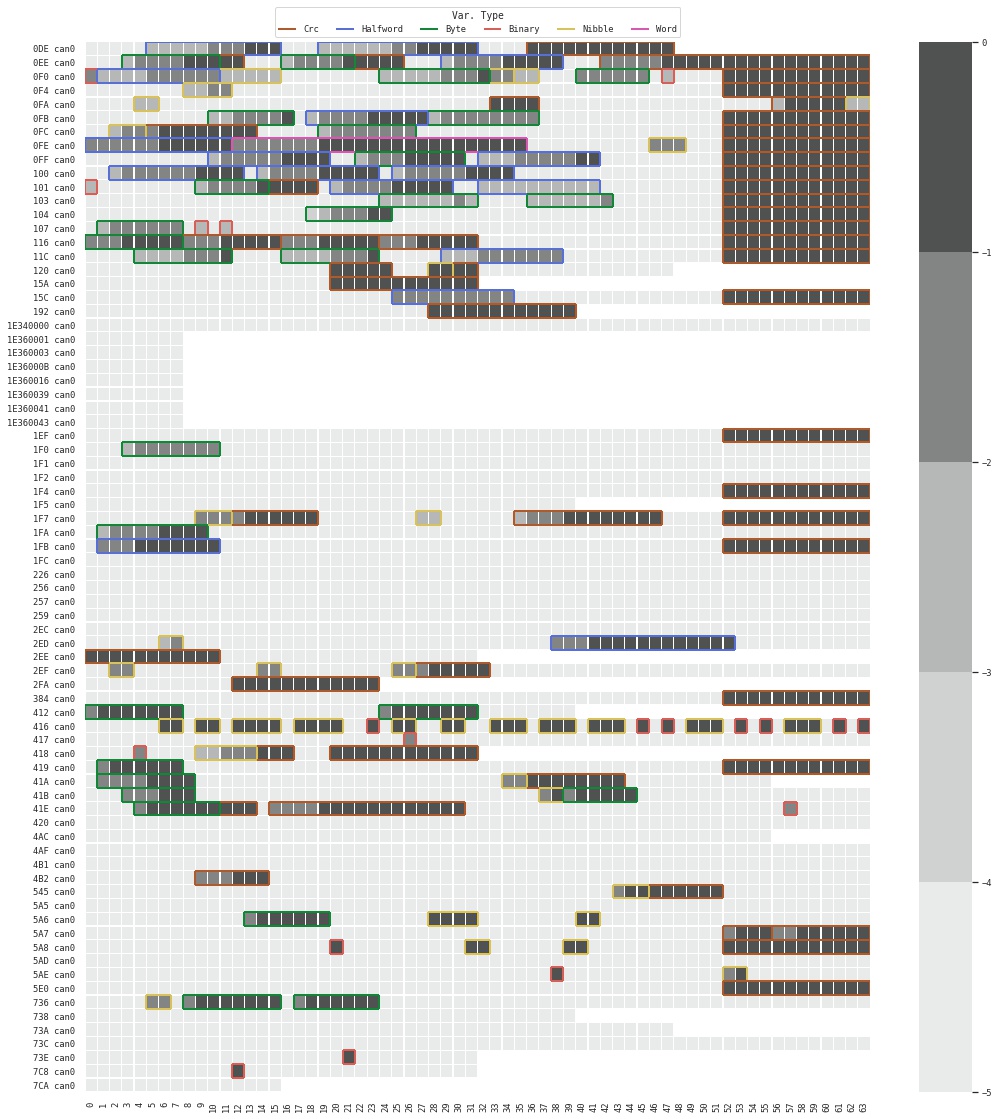 Var. Type
Crc Halfword Byte Binary Nibble Word
0DE can0
0EE can0
0F0 can0
0F4 can0
0FA can0
0FB can0
0FC can0
0FE can0
0FF can0
100 can0
101 can0
103 can0
104 can0
107 can0
116 can0
11C can0
120 can0
15A can0
15C can0
192 can0
1E340000 can0
1E360001 can0
1E360003 can0
1E36000B can0
1E360016 can0
1E360039 can0
1E360041 can0
1E360043 can0
1EF can0
1F0 can0
1F1 can0
1F2 can0
1F4 can0
1F5 can0
1F7 can0
1FA can0
1FB can0
1FC can0
226 can0
256 can0
257 can0
259 can0
2EC can0
2ED can0
2EE can0
2EF can0
2FA can0
384 can0
412 can0
416 can0
417 can0
418 can0
419 can0
41A can0
41B can0
41E can0
420 can0
4AC can0
4AF can0
4B1 can0
4B2 can0
545 can0
5A5 can0
5A6 can0
5A7 can0
5A8 can0
5AD can0
5AE can0
5E0 can0
736 can0
738 can0
73A can0
73C can0
73E can0
7C8 can0
7CA can0
0 1 2 3 4 5 6 7 8 9 10 11 12 13 14 15 16 17 18 19 20 21 22 23 24 25 26 27 28 29 30 31 32 33 34 35 36 37 38 39 40 41 42 43 44 45 46 47 48 49 50 51 52 53 54 55 56 57 58 59 60 61 62 63
0
−1
−2
−3
−4
−5